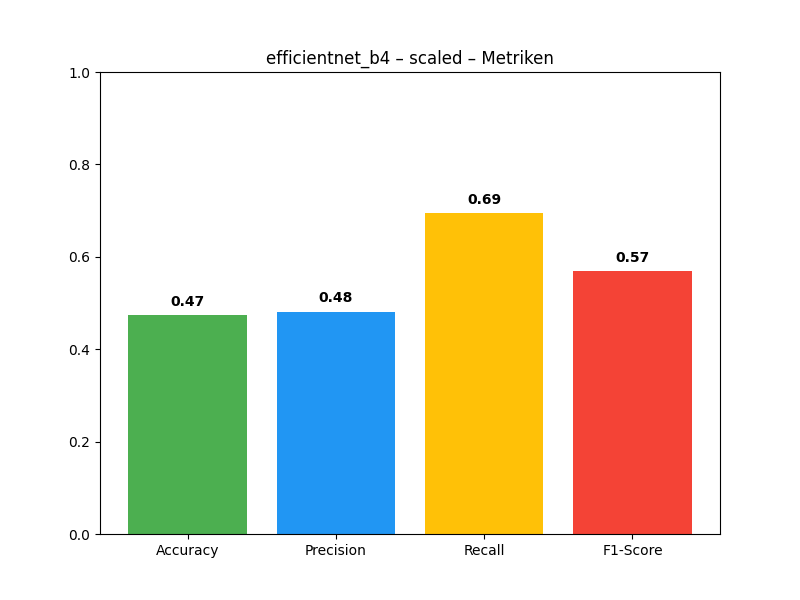 efficientnet_b4 – scaled – Metriken
1.0
0.8
0.6
0.4
0.2
0.0
0.47
0.48
0.69
0.57
Accuracy
Precision
Recall
F1-Score